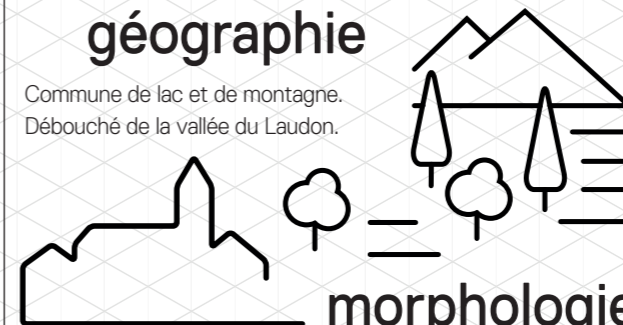 géographie
Commune de lac et de montagne.
Débouché de la vallée du Laudon.
morphologie